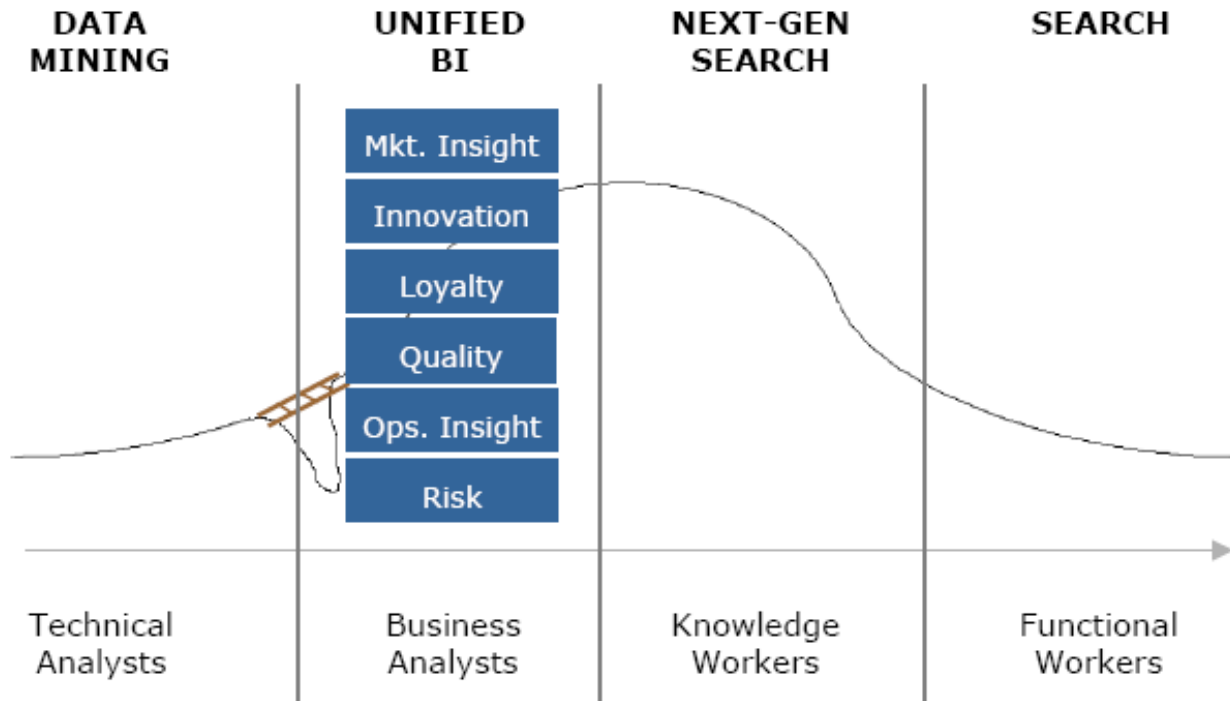 DATA
MINING
UNIFIED
BI
NEXT-GEN
SEARCH
SEARCH
Mkt. Insight
Innovation
Loyalty
Quality
Ops. Insight
Risk
Technical
Analysts
Business
Analysts
Knowledge
Workers
Functional
Workers